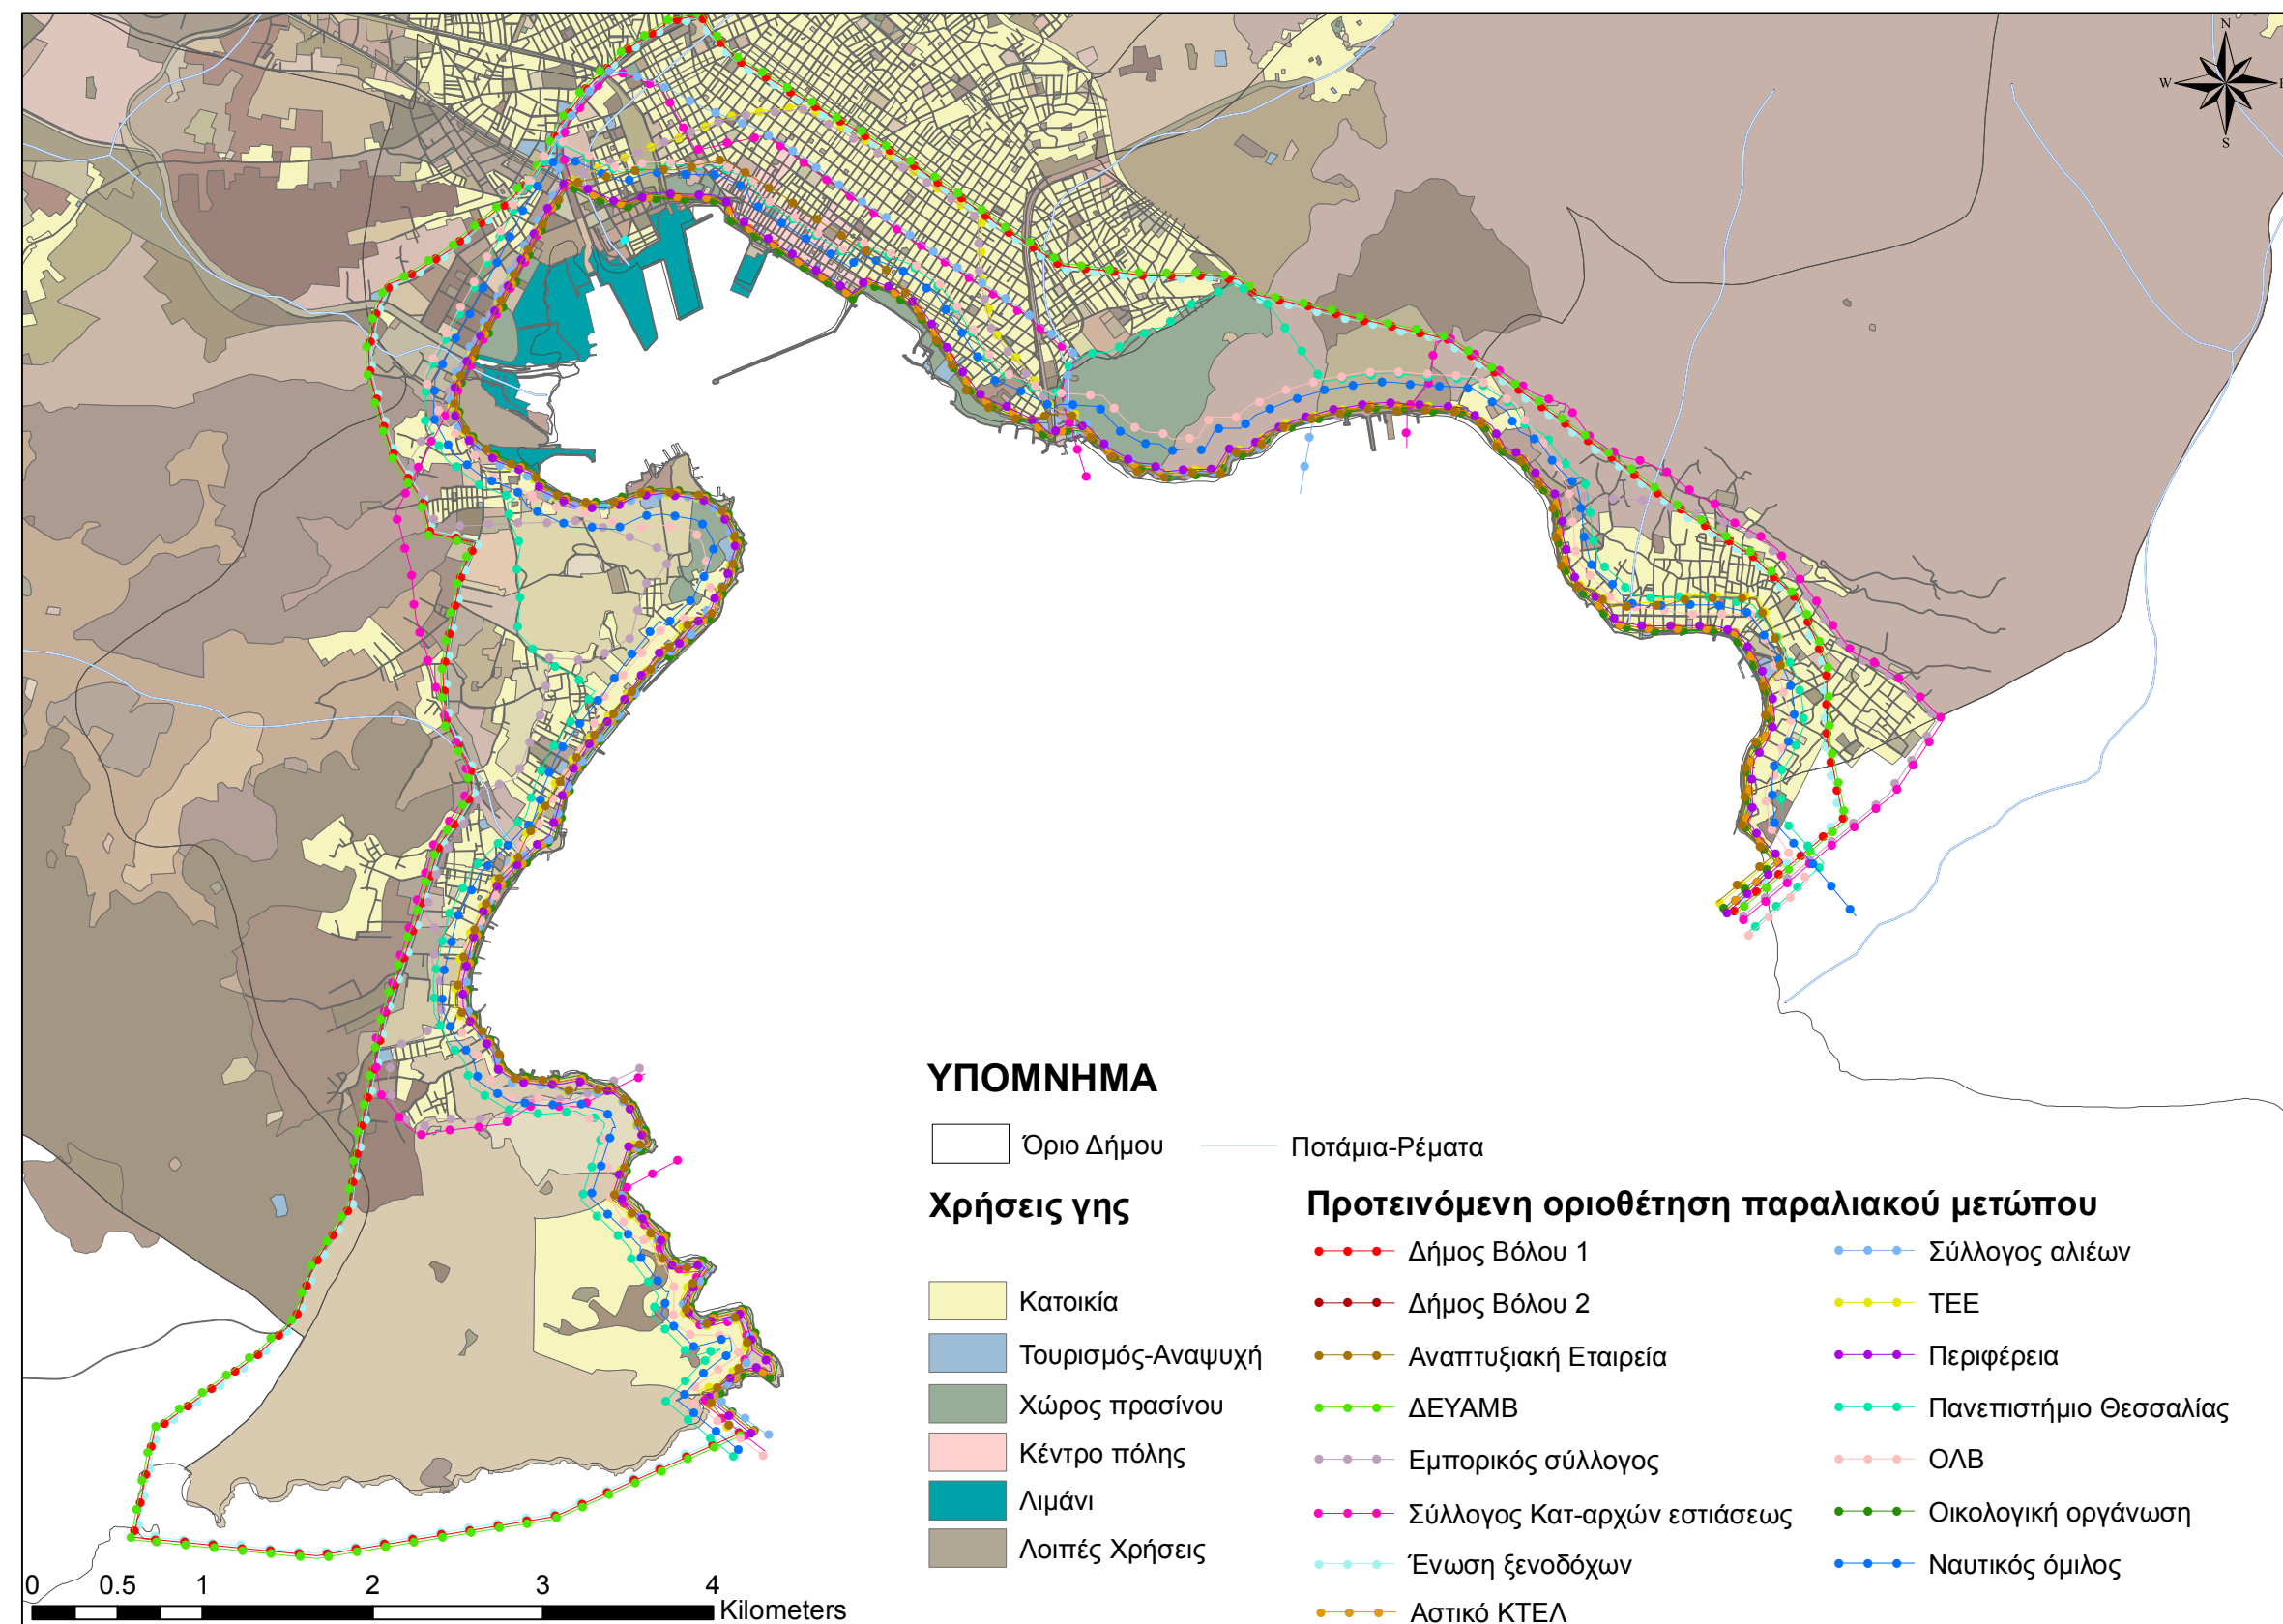 N
W
S
ΥΠΟΜΝΗΜΑ
Όριο Δήμου
Ποτάμια-Ρέματα
Χρήσεις γης
Κατοικία
Τουρισμός-Αναψυχή
Χώρος πρασίνου
Κέντρο πόλης
Λιμάνι
Λοιπές Χρήσεις
Προτεινόμενη οριοθέτηση παραλιακού μετώπου
Δήμος Βόλου 1
Δήμος Βόλου 2
Αναπτυξιακή Εταιρεία
ΔΕΥΑΜΒ
Εμπορικός σύλλογος
Σύλλογος Κατ-αρχών εστιάσεως
Ένωση ξενοδόχων
Αστικό ΚΤΕΛ
Σύλλογος αλιέων
ΤΕΕ
Περιφέρεια
Πανεπιστήμιο Θεσσαλίας
ΟΛΒ
Οικολογική οργάνωση
Ναυτικός όμιλος
0 0.5 1 2 3 4
Kilometers